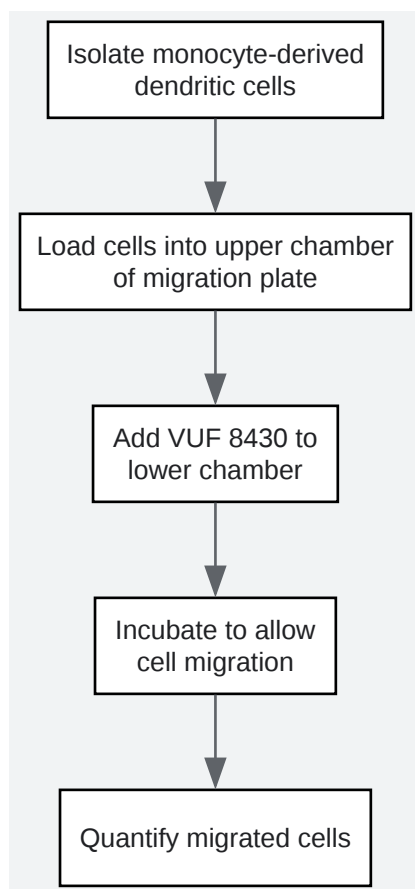 Isolate monocyte-derived
dendritic cells
Load cells into upper chamber
of migration plate
Add VUF 8430 to
lower chamber
Incubate to allow
cell migration
Quantify migrated cells